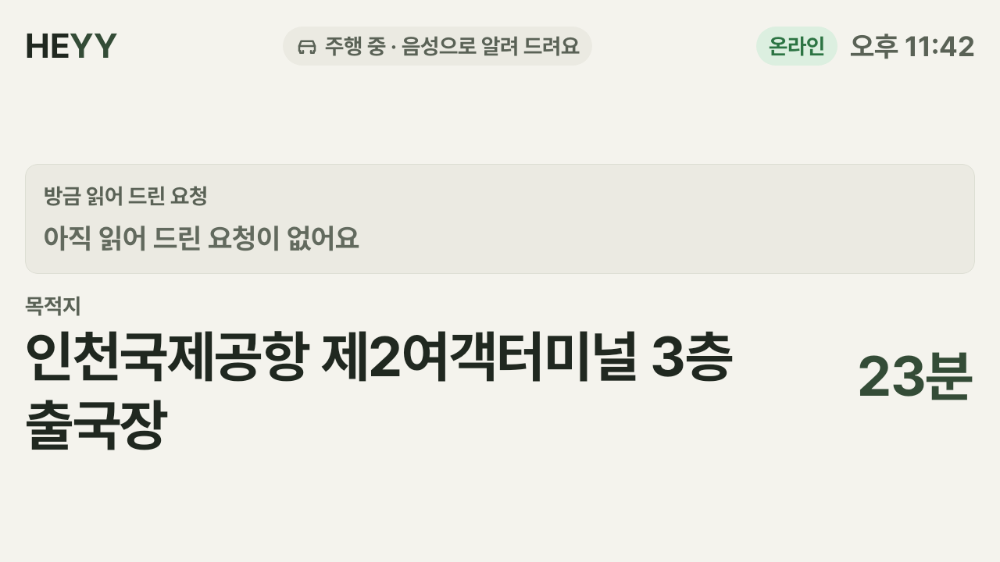 HEYY
주행 중 · 음성으로 알려 드려요
온라인
오후 11:42
방금 읽어 드린 요청
아직 읽어 드린 요청이 없어요
목적지
인천국제공항 제2여객터미널 3층
출국장
23분